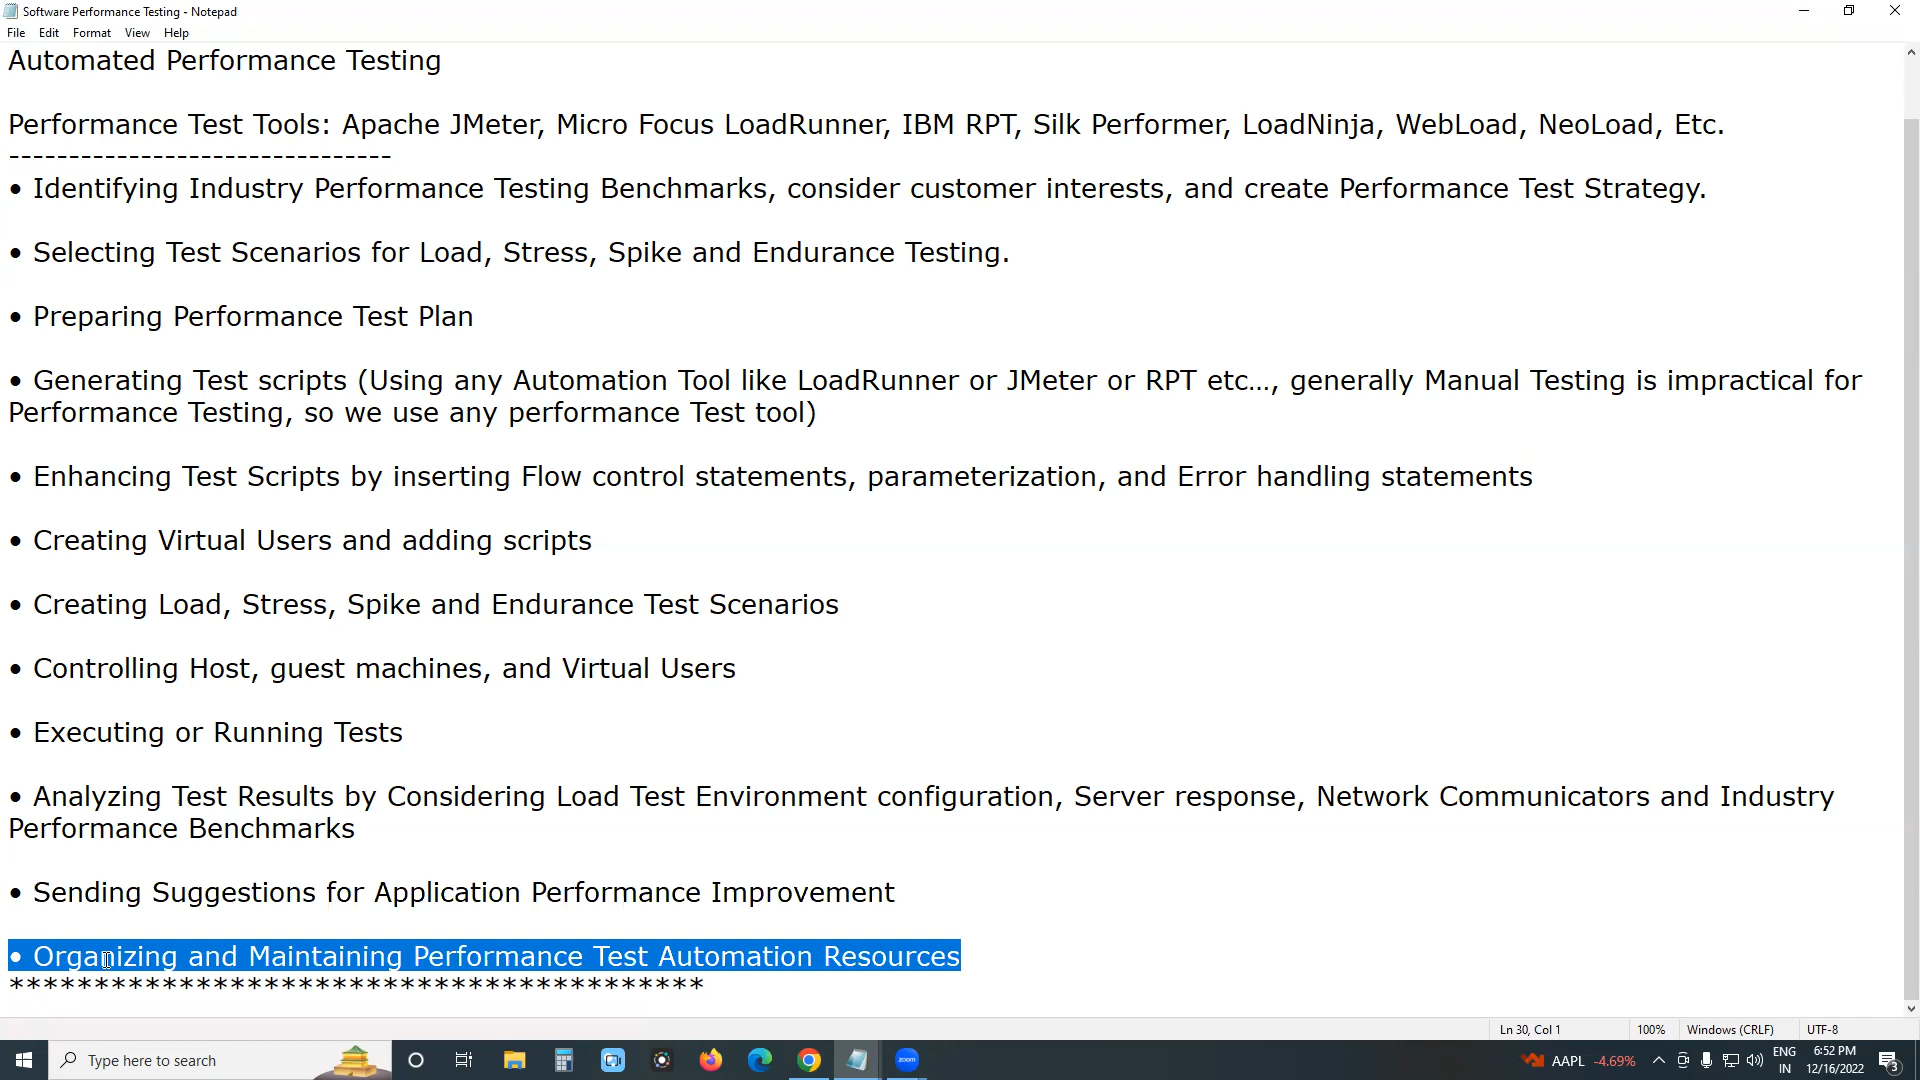 Software Performance Testing - Notepad
File Edit Format View Help
Automated Performance Testing
Performance Test Tools: Apache JMeter, Micro Focus LoadRunner, IBM RPT, Silk Performer, LoadNinja, WebLoad, NeoLoad, Etc.
--------------------------------
• Identifying Industry Performance Testing Benchmarks, consider customer interests, and create Performance Test Strategy.
• Selecting Test Scenarios for Load, Stress, Spike and Endurance Testing.
• Preparing Performance Test Plan
• Generating Test scripts (Using any Automation Tool like LoadRunner or JMeter or RPT etc…, generally Manual Testing is impractical for
Performance Testing, so we use any performance Test tool)
• Enhancing Test Scripts by inserting Flow control statements, parameterization, and Error handling statements
• Creating Virtual Users and adding scripts
• Creating Load, Stress, Spike and Endurance Test Scenarios
• Controlling Host, guest machines, and Virtual Users
• Executing or Running Tests
• Analyzing Test Results by Considering Load Test Environment configuration, Server response, Network Communicators and Industry
Performance Benchmarks
• Sending Suggestions for Application Performance Improvement
• Organizing and Maintaining Performance Test Automation Resources
*****************************************
Ln 30, Col 1 100% Windows (CRLF) UTF-8
Type here to search zoom AAPL -4.69% ENG 6:52 PM
IN 12/16/2022 3